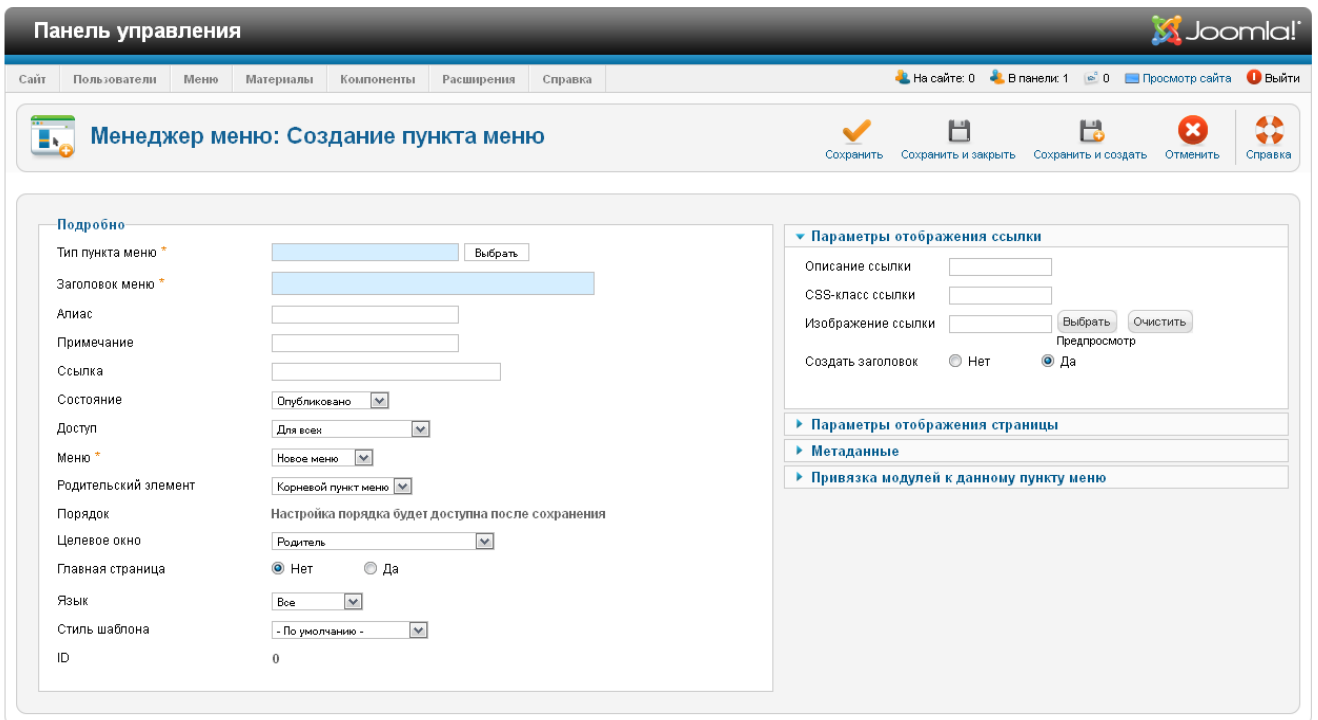 Панель управления
Joomla!
Сайт Пользователи Меню Материалы Компоненты Расширения Справка
На сайте: 0 В панели: 1 0 Просмотр сайта Выйти
Менеджер меню: Создание пункта меню
Сохранить Сохранить и закрыть Сохранить и создать Отменить Справка
Подробно
Тип пункта меню * Выбрать
Заголовок меню *
Алиас
Примечание
Ссылка
Состояние Опубликовано
Доступ Для всех
Меню * Новое меню
Родительский элемент Корневой пункт меню
Порядок Настройка порядка будет доступна после сохранения
Целевое окно Родитель
Главная страница Нет Да
Язык Все
Стиль шаблона - По умолчанию -
ID 0
Параметры отображения ссылки
Описание ссылки
CSS-класс ссылки
Изображение ссылки Выбрать Очистить
Предпросмотр
Создать заголовок Нет Да
Параметры отображения страницы
Метаданные
Привязка модулей к данному пункту меню